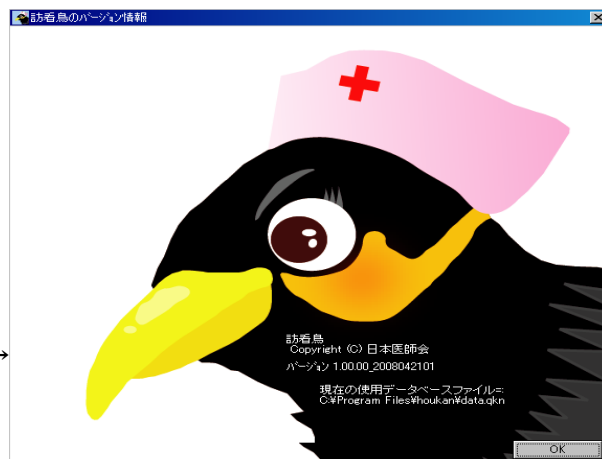 訪看鳥のバージョン情報
訪看鳥
Copyright (C) 日本医師会
バージョン 1.00.00_2008042101
現在の使用データベースファイル=:
C:¥Program Files¥houkan¥data.qkn
OK